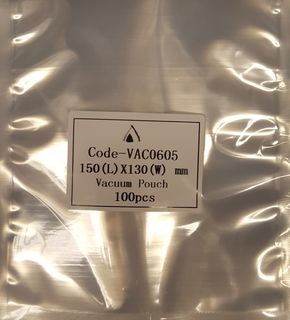 Code-VAC0605
150(L)X130(W) mm
Vacuum Pouch
100pcs